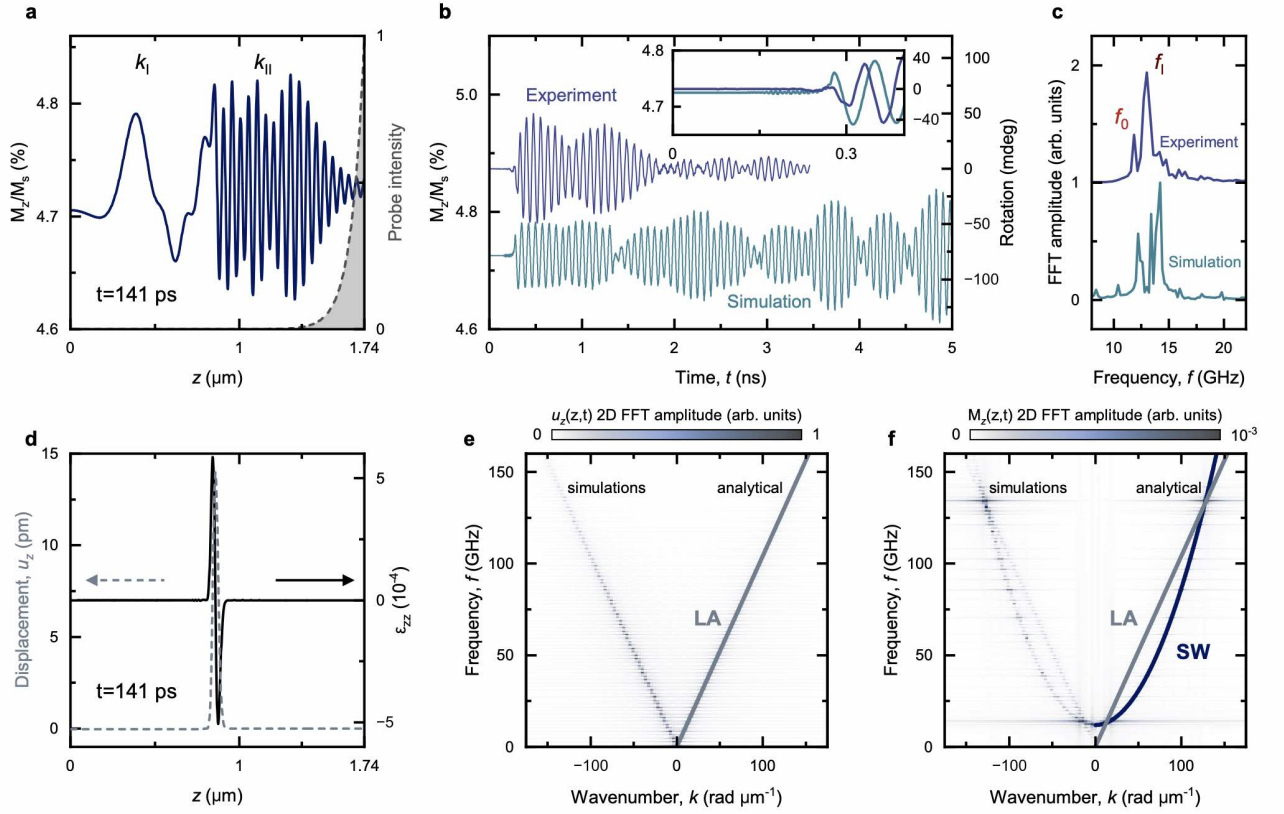 a
k_I
k_II
1
4.8
4.7
4.6
M_z/M_s (%)
t=141 ps
Probe intensity
0
0
1
1.74
z (μm)
b
5.0
4.8
4.6
M_z/M_s (%)
Experiment
Simulation
4.8
4.7
0
0.3
40
0
−40
100
50
0
−50
−100
Rotation (mdeg)
0
1
2
3
4
5
Time, t (ns)
c
2
1
0
FFT amplitude (arb. units)
f_0
f_I
Experiment
Simulation
10
15
20
Frequency, f (GHz)
d
15
10
5
0
Displacement, u_z (pm)
5
0
−5
ε_zz (10^-4)
t=141 ps
0
1
1.74
z (μm)
e
u_z(z,t) 2D FFT amplitude (arb. units)
0
1
150
100
50
0
Frequency, f (GHz)
simulations
analytical
LA
−100
0
100
Wavenumber, k (rad μm^-1)
f
M_z(z,t) 2D FFT amplitude (arb. units)
0
10^-3
150
100
50
0
Frequency, f (GHz)
simulations
analytical
LA
SW
−100
0
100
Wavenumber, k (rad μm^-1)